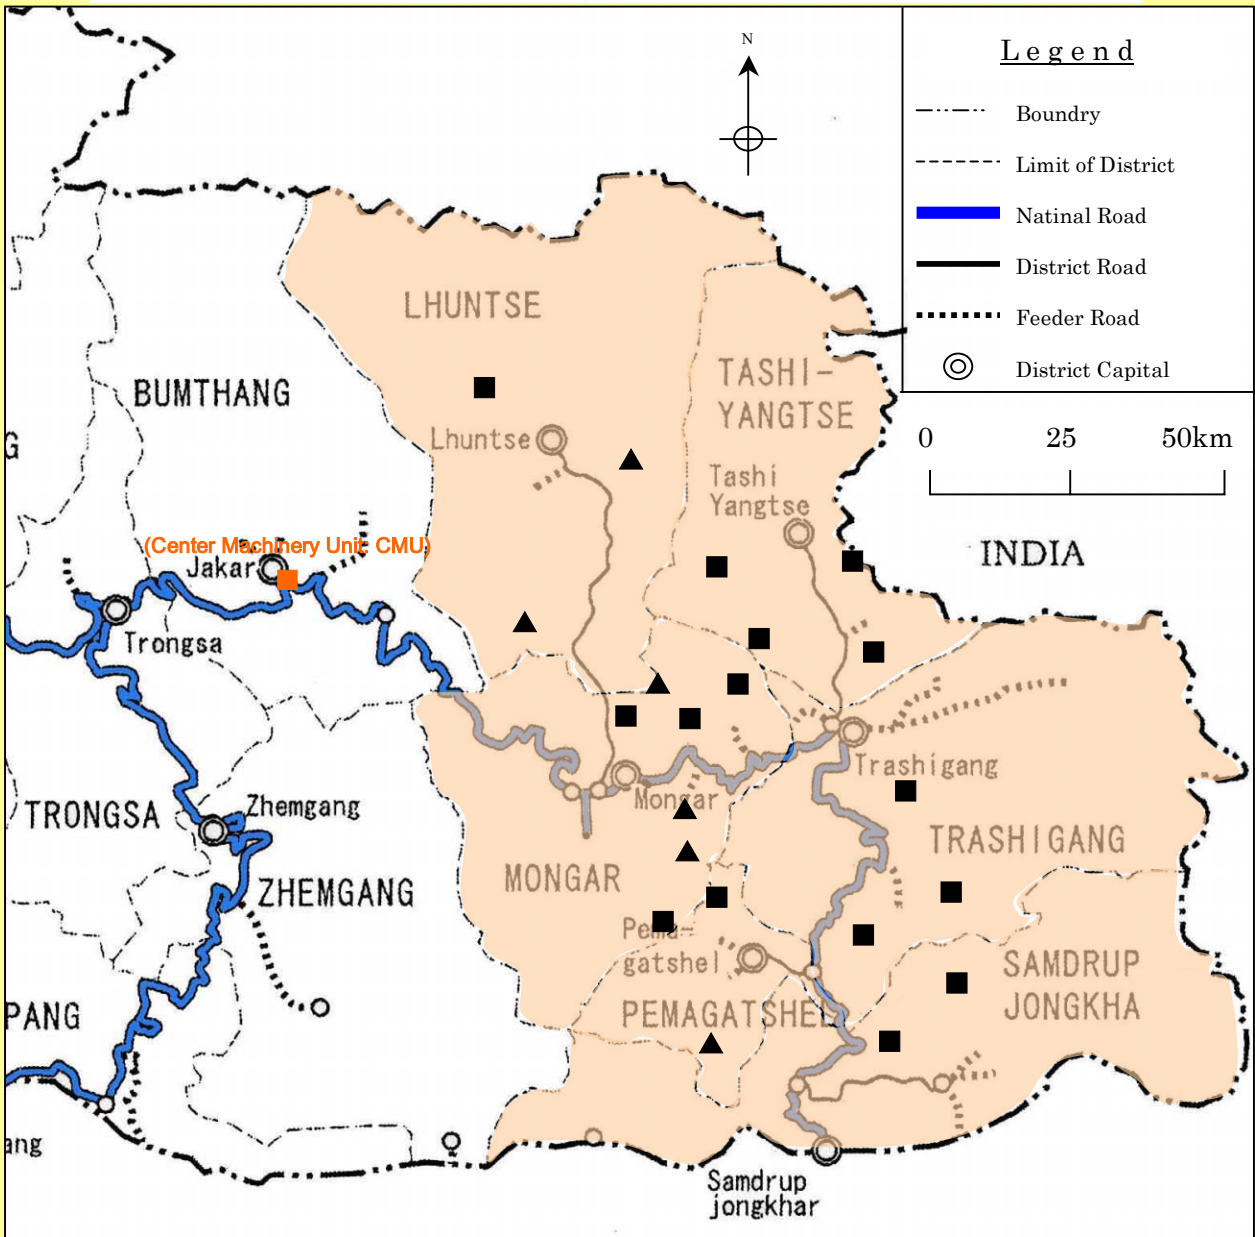 N
L e g e n d
Boundry
Limit of District
Natinal Road
District Road
Feeder Road
District Capital
0 25 50km
LHUNTSE
TASHI-
YANGTSE
BUMTHANG
G
Lhuntse
Tashi
Yangtse
INDIA
(Center Machinery Unit: CMU)
Jakar
Trongsa
Trashigang
Mongar
Zhemgang
TRONGSA
TRASHIGANG
MONGAR
ZHEMGANG
Pema-
gatshel
SAMDRUP
JONGKHA
PANG
PEMAGATSHEL
ang
Samdrup
jongkhar